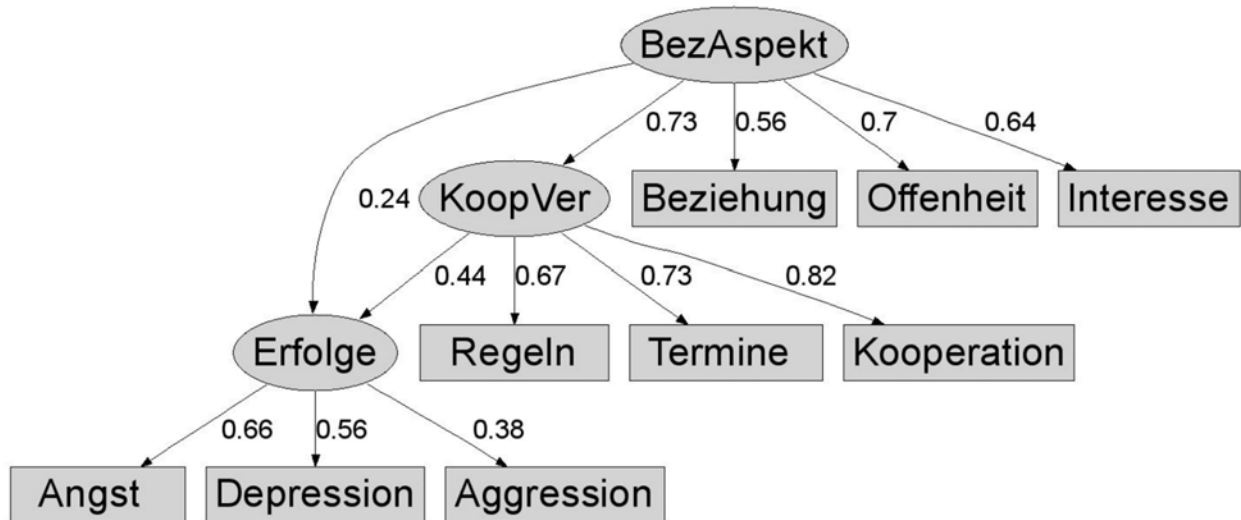 BezAspekt
0.73 0.56 0.7 0.64
0.24 KoopVer Beziehung Offenheit Interesse
0.44 0.67 0.73 0.82
Erfolge Regeln Termine Kooperation
0.66 0.56 0.38
Angst Depression Aggression